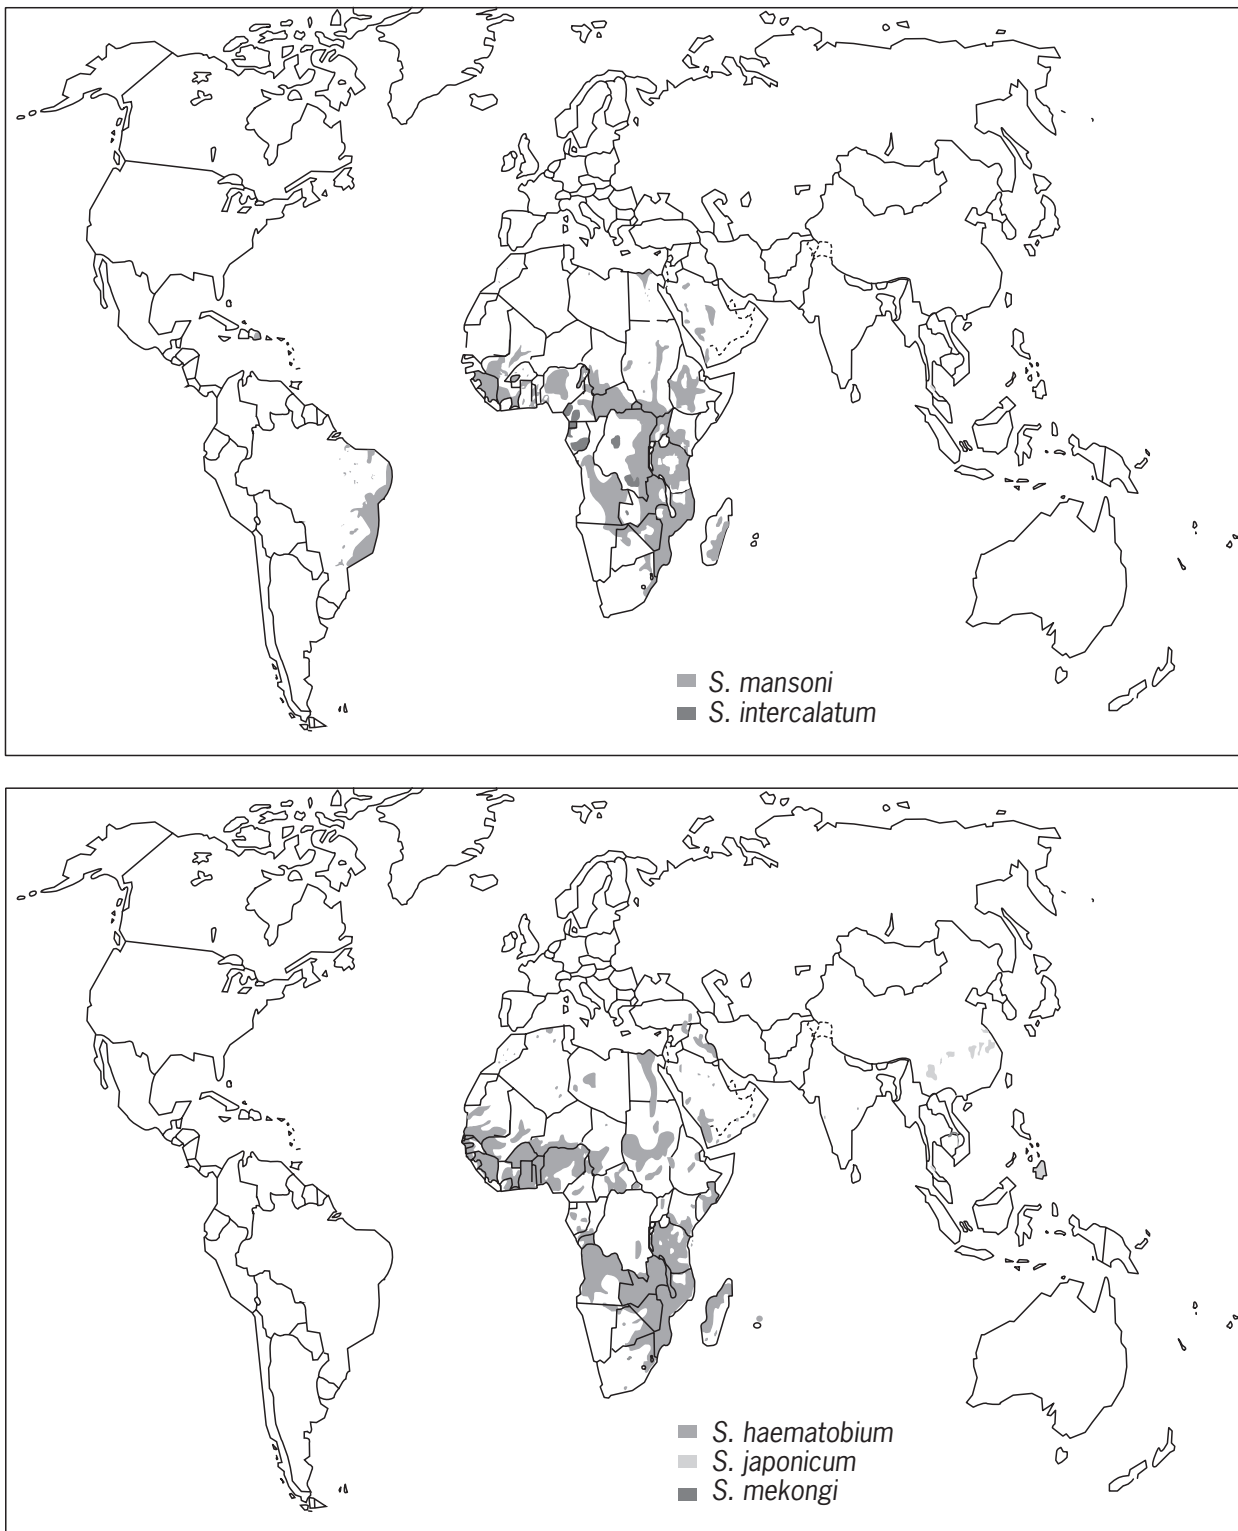 S. mansoni
S. intercalatum
S. haematobium
S. japonicum
S. mekongi